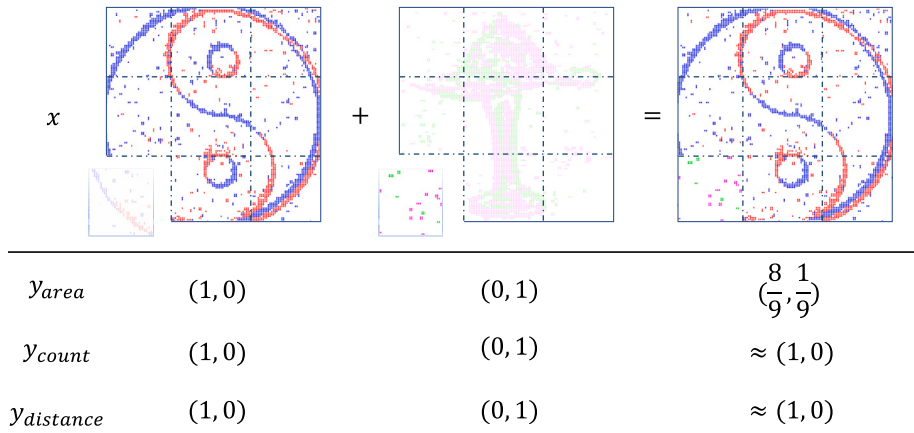 x + =
y_area (1, 0) (0, 1) (8/9, 1/9)
y_count (1, 0) (0, 1) ≈ (1, 0)
y_distance (1, 0) (0, 1) ≈ (1, 0)